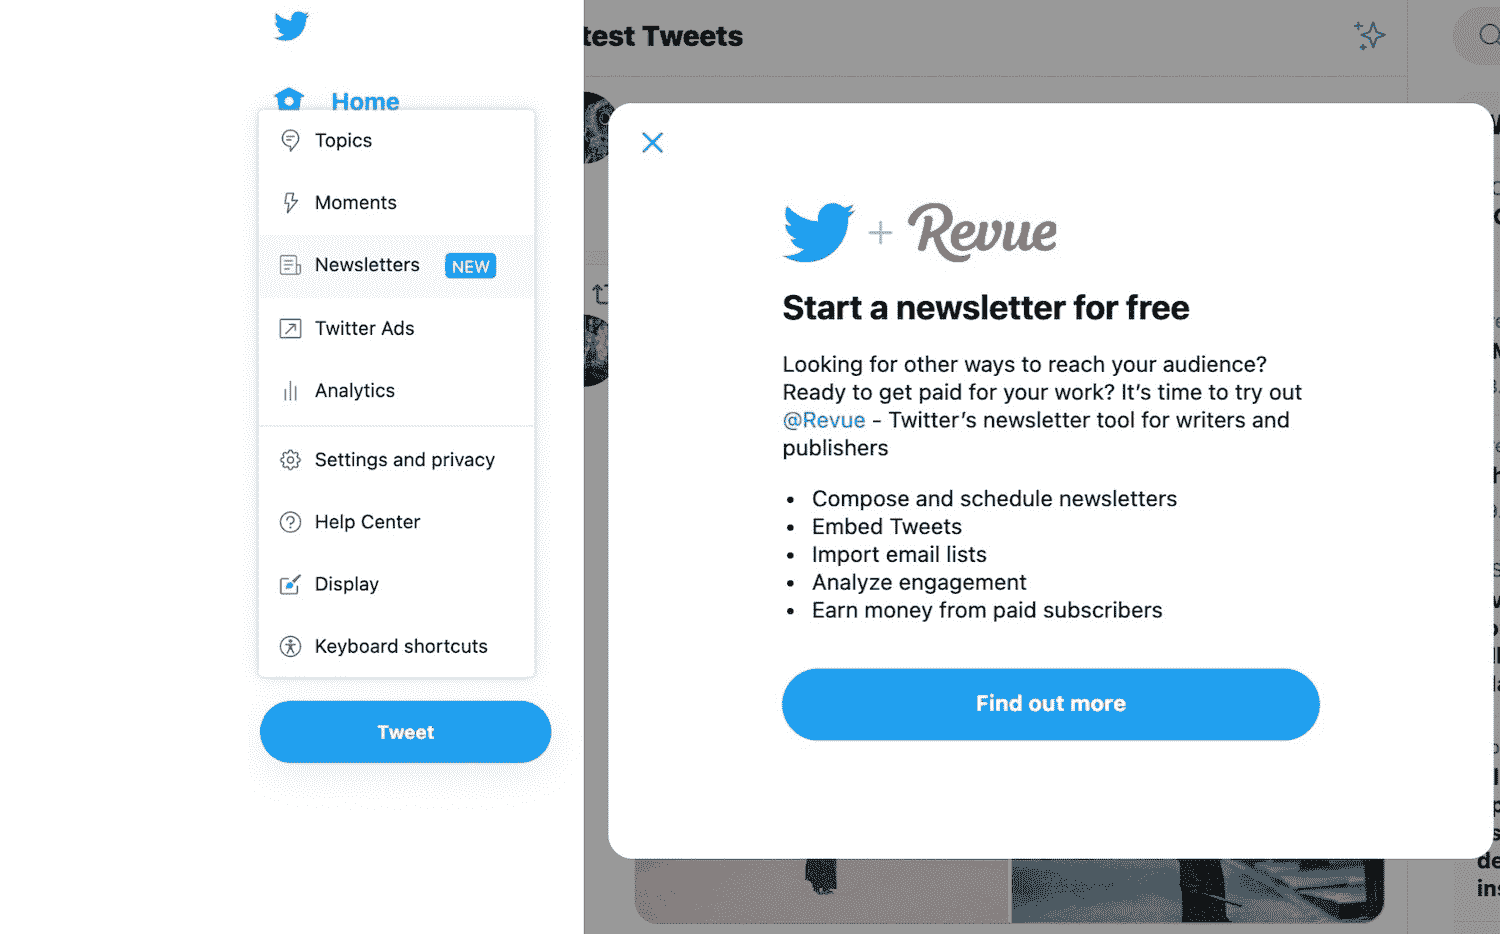 test Tweets
Home
Topics
Moments
Newsletters NEW
Twitter Ads
Analytics
Settings and privacy
Help Center
Display
Keyboard shortcuts
Tweet
+ Revue
Start a newsletter for free
Looking for other ways to reach your audience?
Ready to get paid for your work? It’s time to try out
@Revue - Twitter’s newsletter tool for writers and
publishers
• Compose and schedule newsletters
• Embed Tweets
• Import email lists
• Analyze engagement
• Earn money from paid subscribers
Find out more